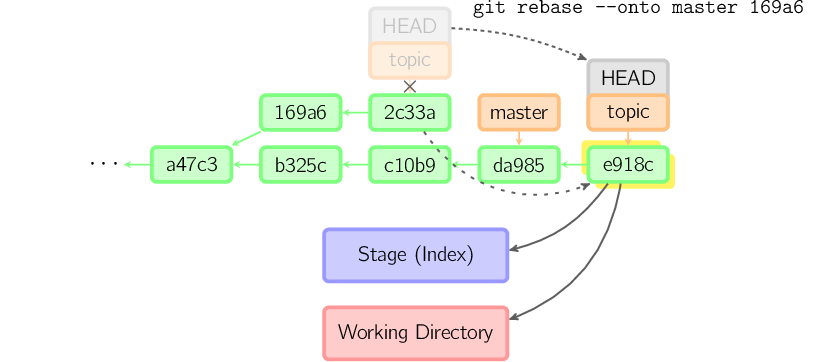 git rebase --onto master 169a6
HEAD
topic
HEAD
topic
169a6
2c33a
master
...
a47c3
b325c
c10b9
da985
e918c
Stage (Index)
Working Directory